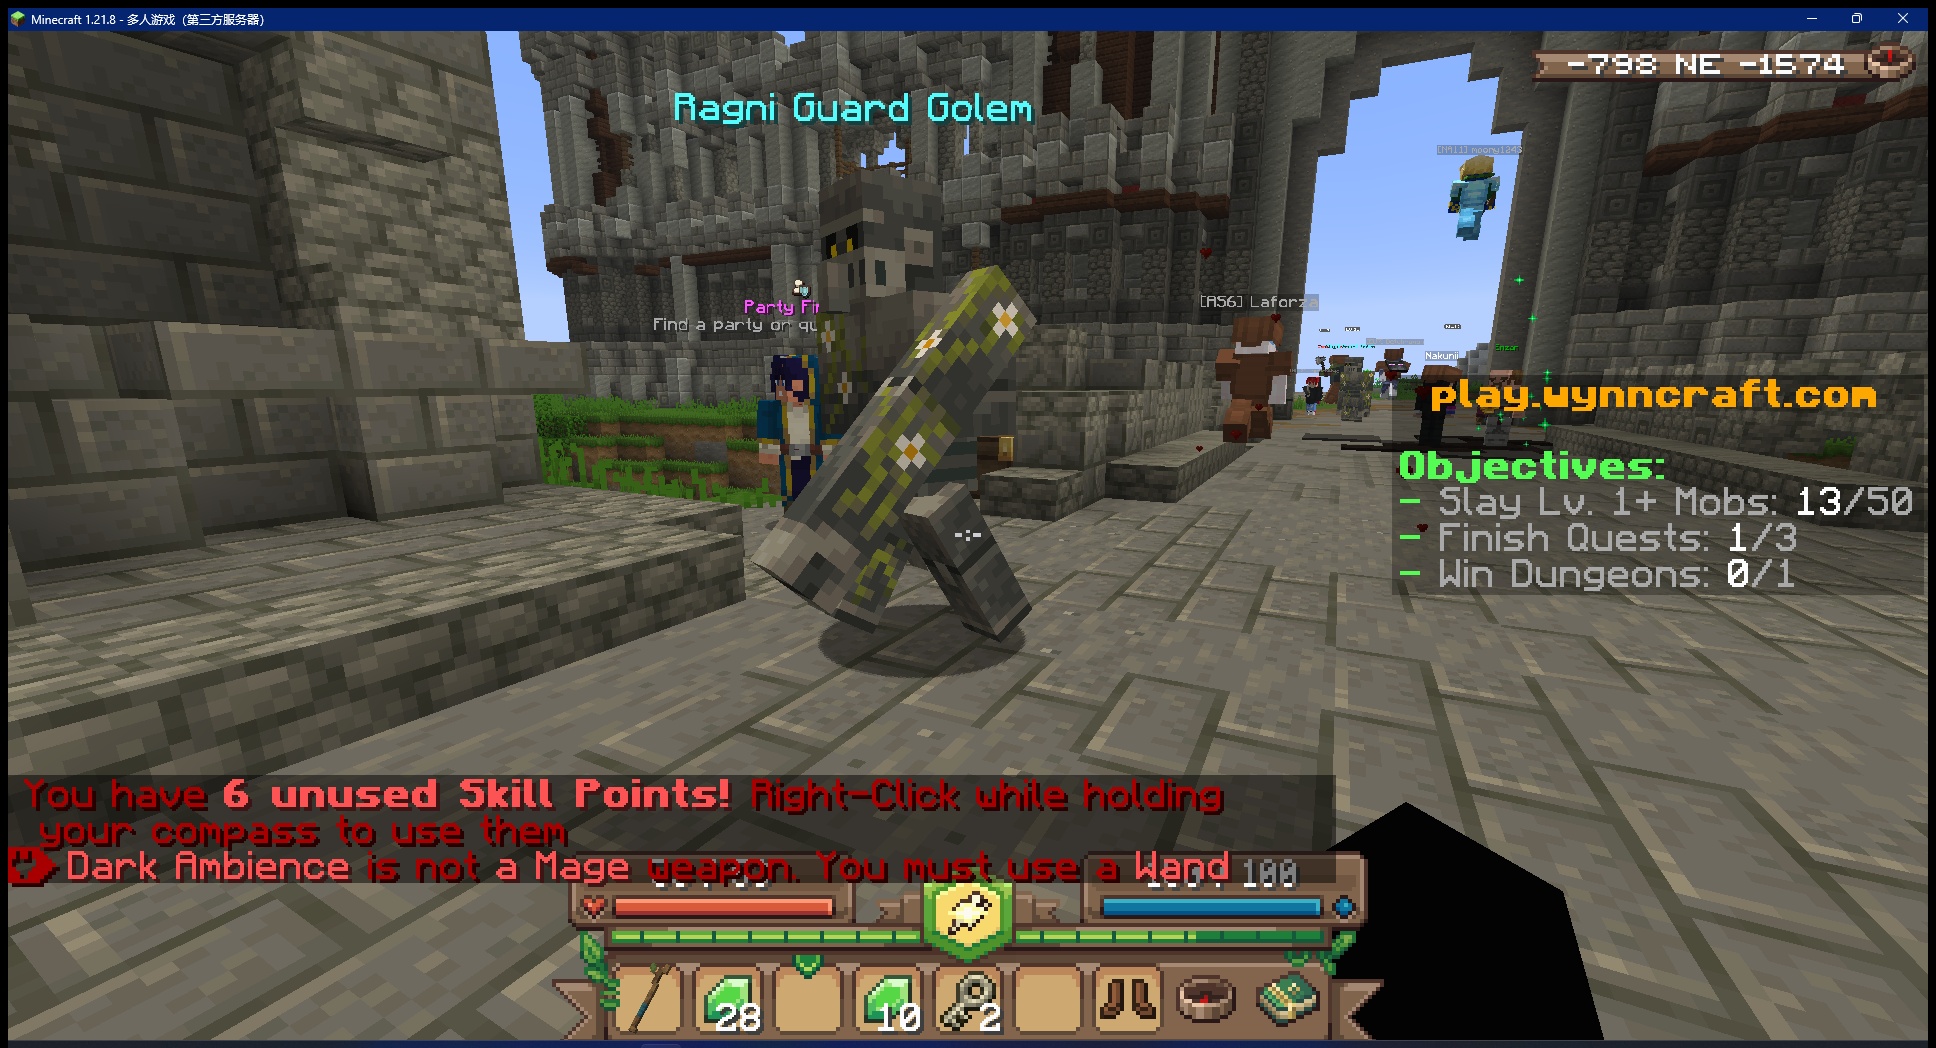 Minecraft 1.21.8 - 多人游戏（第三方服务器）
-798 NE -1574
Ragni Guard Golem
[A56] Laforza
Party Fi
Find a party or qu
Nakunii
play.wynncraft.com
Objectives:
- Slay Lv. 1+ Mobs: 13/50
- Finish Quests: 1/3
- Win Dungeons: 0/1
You have 6 unused Skill Points! Right-Click while holding
your compass to use them
Dark Ambience is not a Mage weapon. You must use a Wand
100
28
10
2